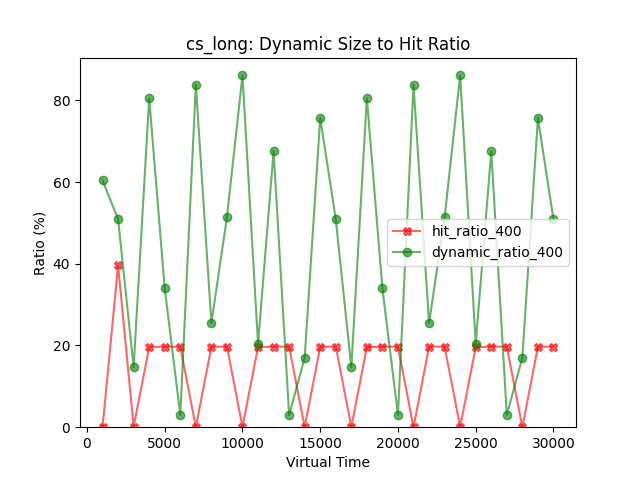 cs_long: Dynamic Size to Hit Ratio
Ratio (%)
80
60
40
20
0
hit_ratio_400
dynamic_ratio_400
0 5000 10000 15000 20000 25000 30000
Virtual Time